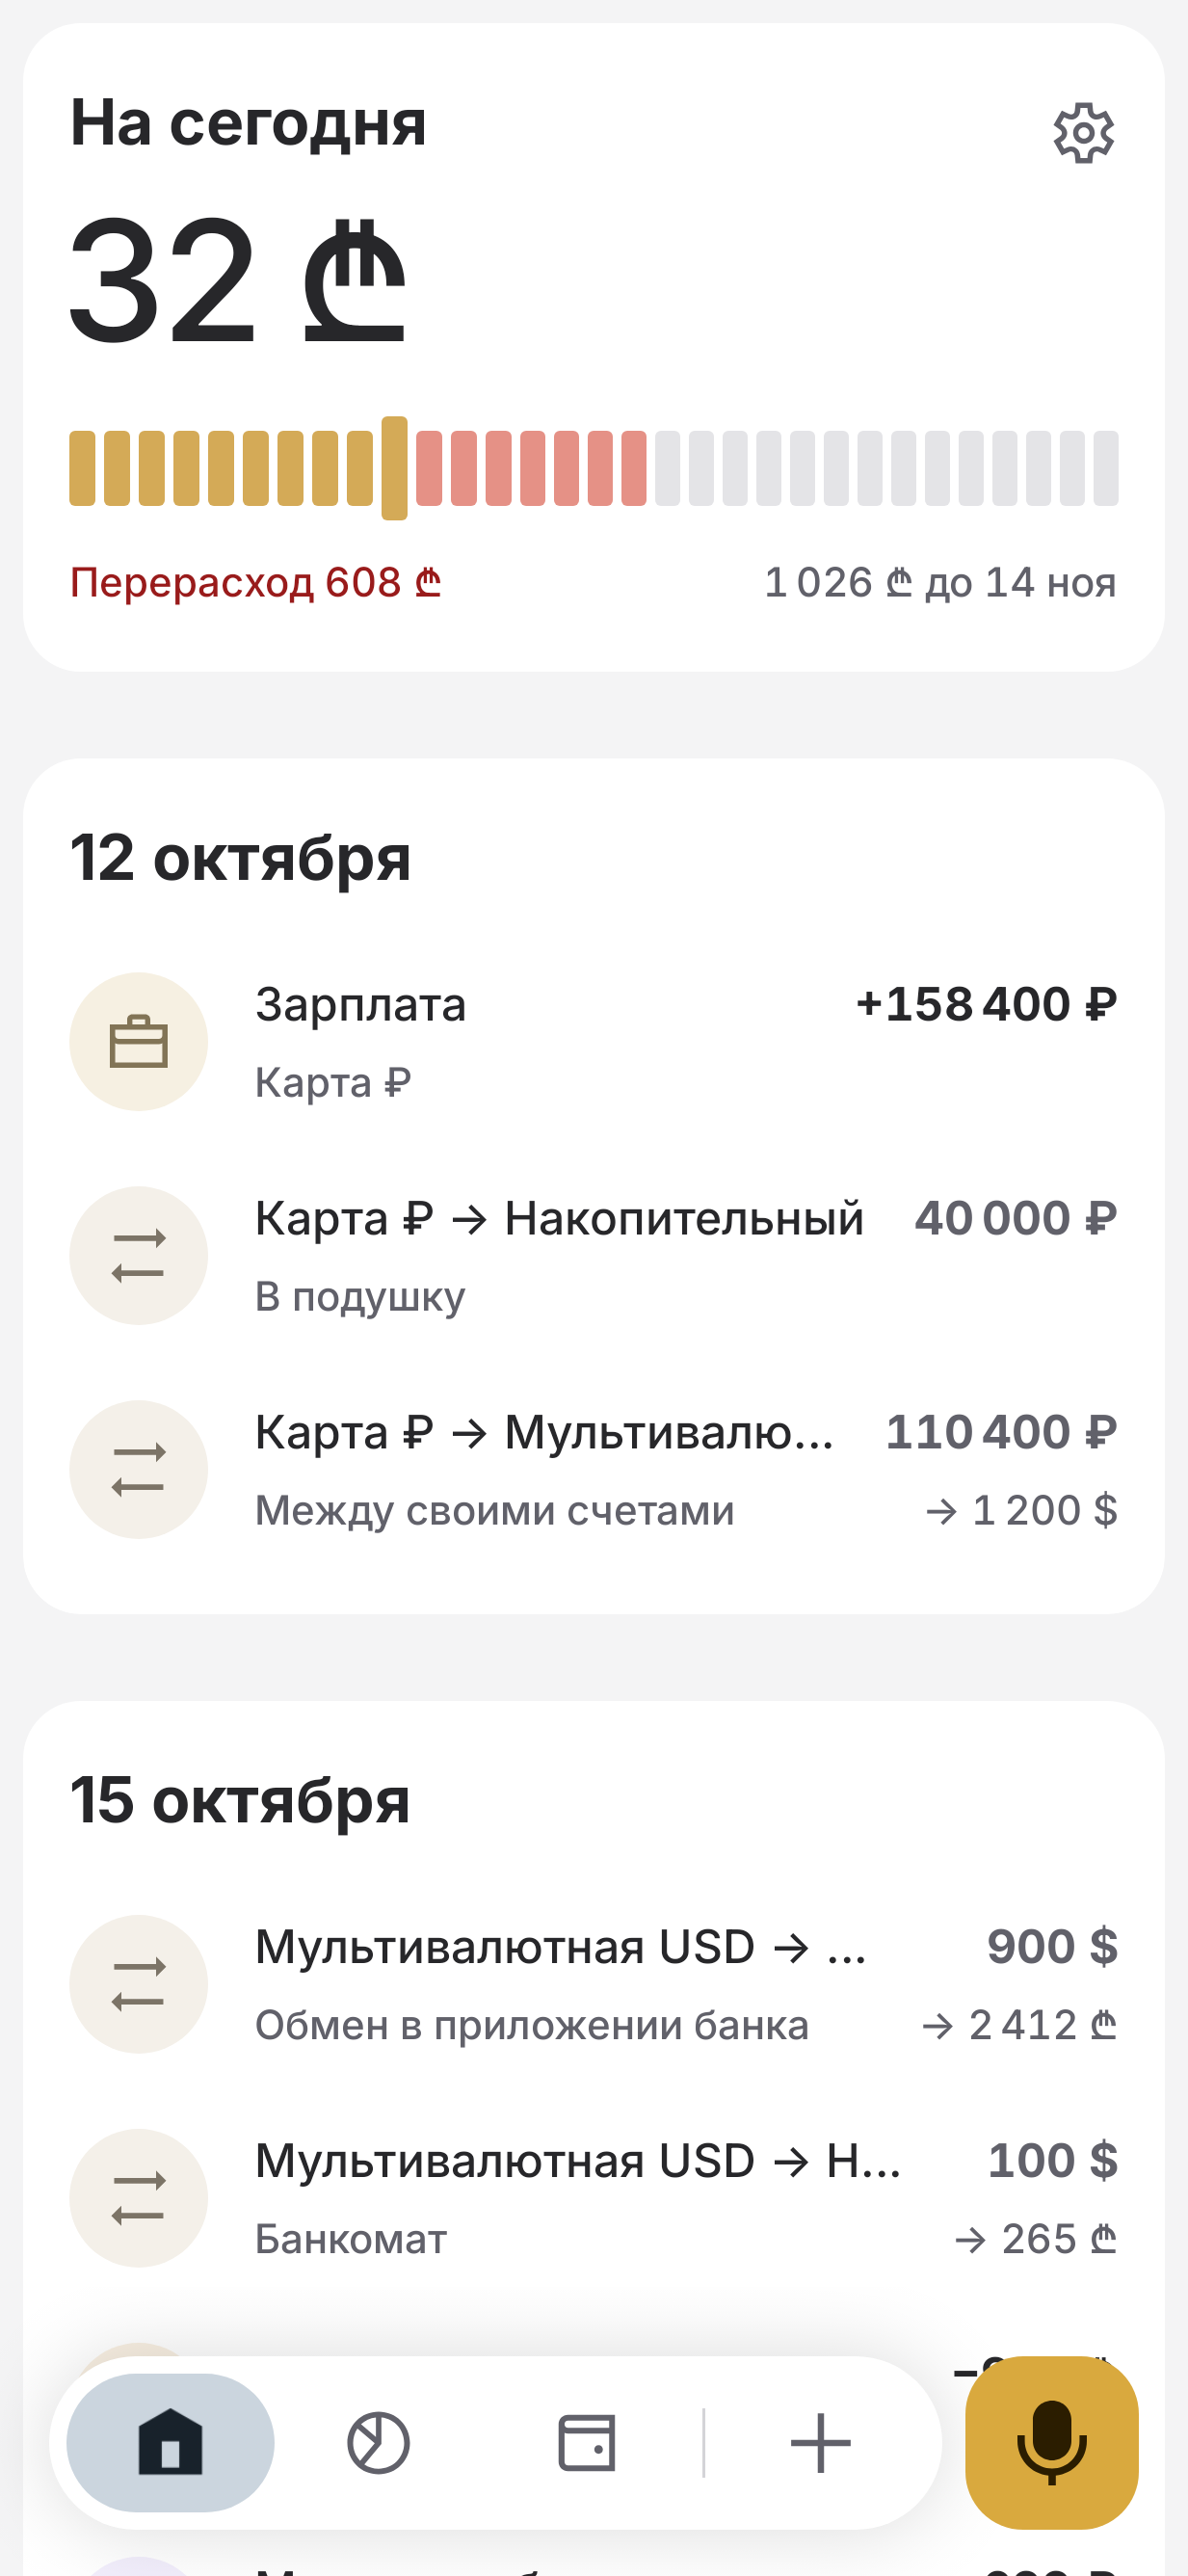 На сегодня
32 ₾
Перерасход 608 ₾
1 026 ₾ до 14 ноя
12 октября
Зарплата
+158 400 ₽
Карта ₽
Карта ₽ → Накопительный
40 000 ₽
В подушку
Карта ₽ → Мультивалю...
110 400 ₽
Между своими счетами
→ 1 200 $
15 октября
Мультивалютная USD → ...
900 $
Обмен в приложении банка
→ 2 412 ₾
Мультивалютная USD → Н...
100 $
Банкомат
→ 265 ₾